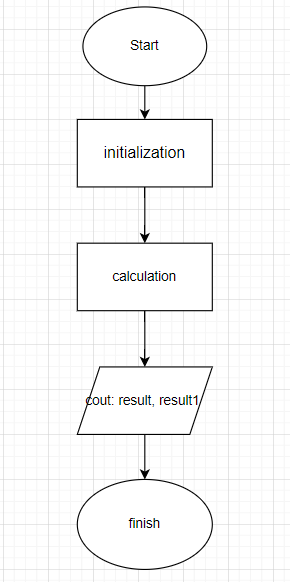 Start
initialization
calculation
cout: result, result1
finish